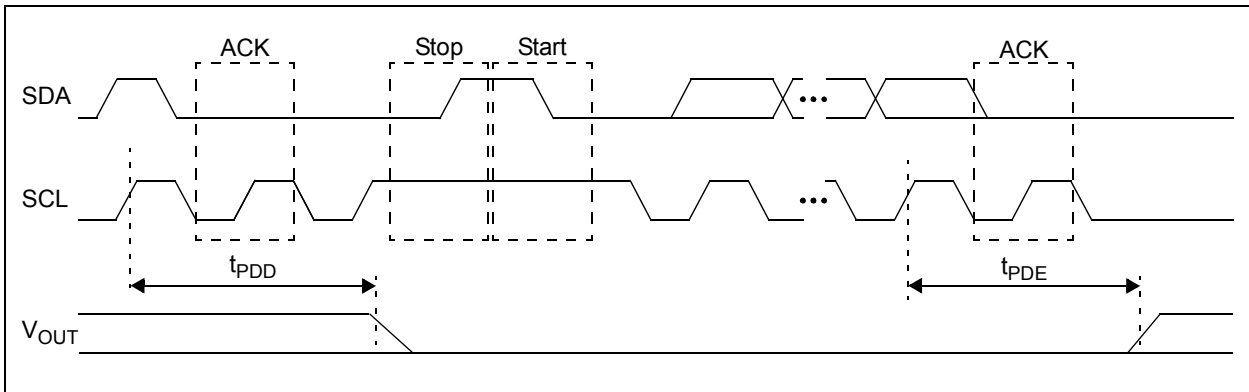 ACK Stop Start ACK
SDA
SCL
tPDD tPDE
VOUT